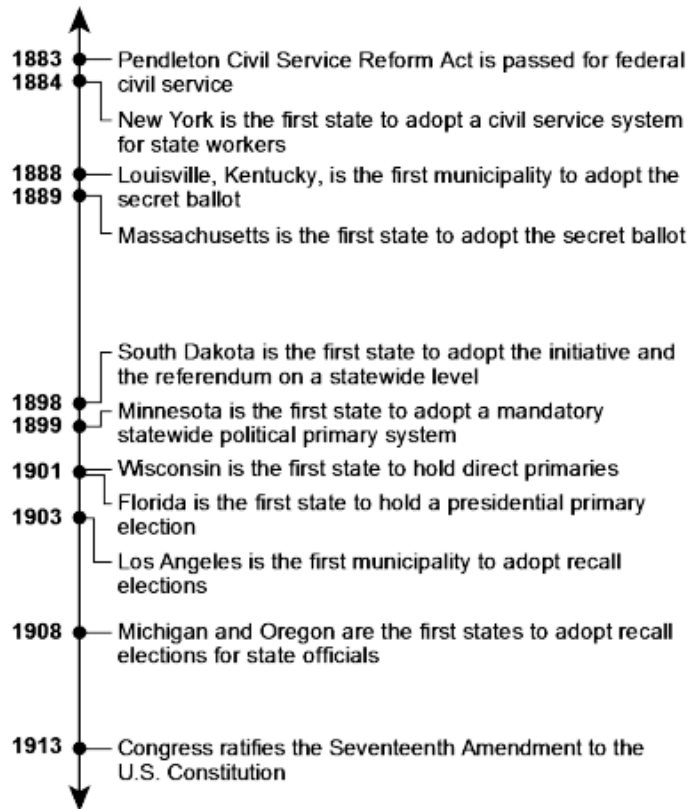 1883 Pendleton Civil Service Reform Act is passed for federal
civil service
1884 New York is the first state to adopt a civil service system
for state workers
1888 Louisville, Kentucky, is the first municipality to adopt the
secret ballot
1889 Massachusetts is the first state to adopt the secret ballot
1898 South Dakota is the first state to adopt the initiative and
the referendum on a statewide level
1899 Minnesota is the first state to adopt a mandatory
statewide political primary system
1901 Wisconsin is the first state to hold direct primaries
Florida is the first state to hold a presidential primary
election
1903 Los Angeles is the first municipality to adopt recall
elections
1908 Michigan and Oregon are the first states to adopt recall
elections for state officials
1913 Congress ratifies the Seventeenth Amendment to the
U.S. Constitution